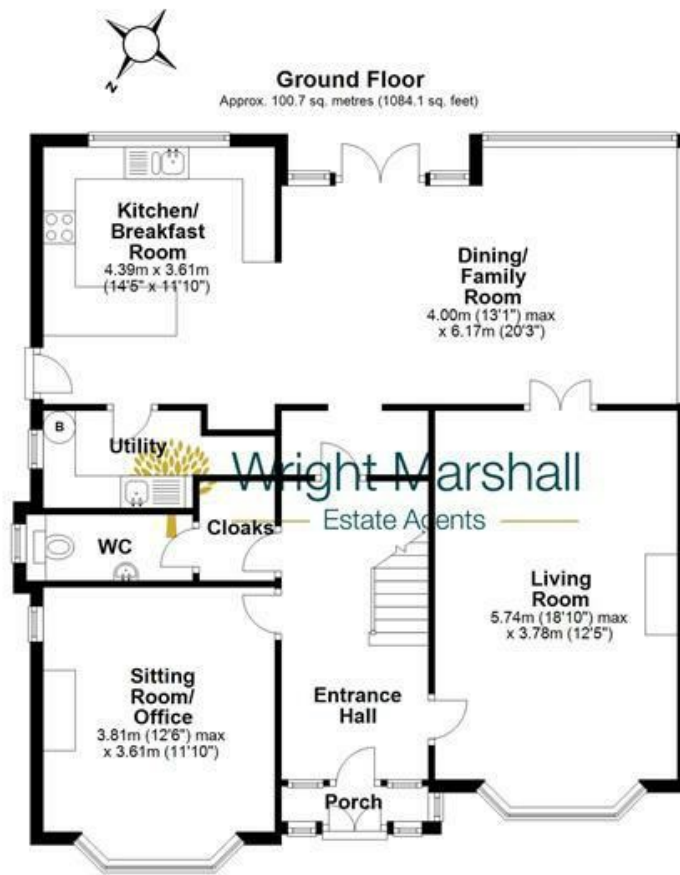 N
Ground Floor
Approx. 100.7 sq. metres (1084.1 sq. feet)
Kitchen/
Breakfast
Room
4.39m x 3.61m
(14'5" x 11'10")
Dining/
Family
Room
4.00m (13'1") max
x 6.17m (20'3")
B
Utility
Wright Marshall
Estate Agents
Cloaks
WC
Living
Room
5.74m (18'10") max
x 3.78m (12'5")
Sitting
Room/
Office
3.81m (12'6") max
x 3.61m (11'10")
Entrance
Hall
Porch